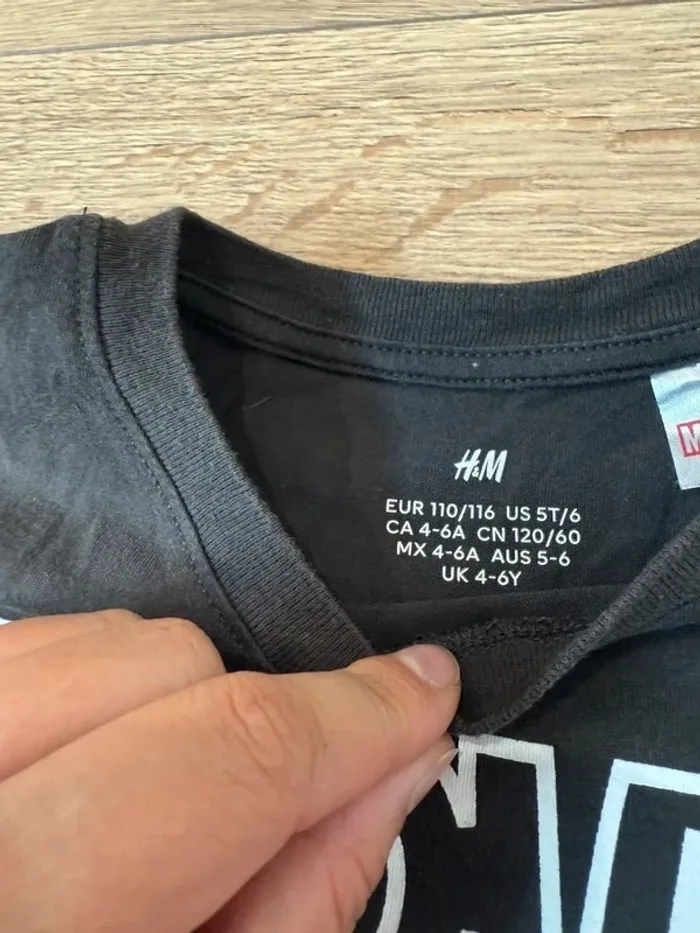 H&M
EUR 110/116 US 5T/6
CA 4-6A CN 120/60
MX 4-6A AUS 5-6
UK 4-6Y